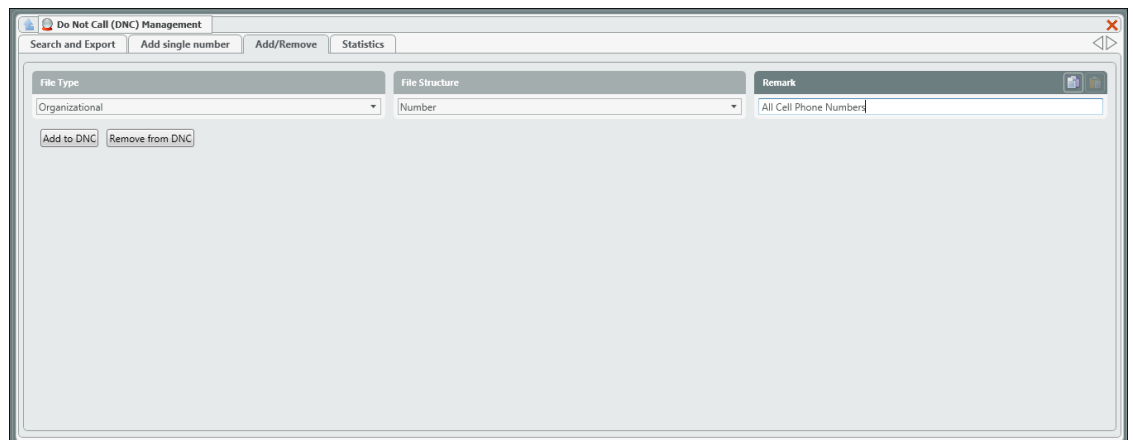 Do Not Call (DNC) Management
Search and Export Add single number Add/Remove Statistics
File Type File Structure Remark
Organizational Number All Cell Phone Numbers
Add to DNC Remove from DNC